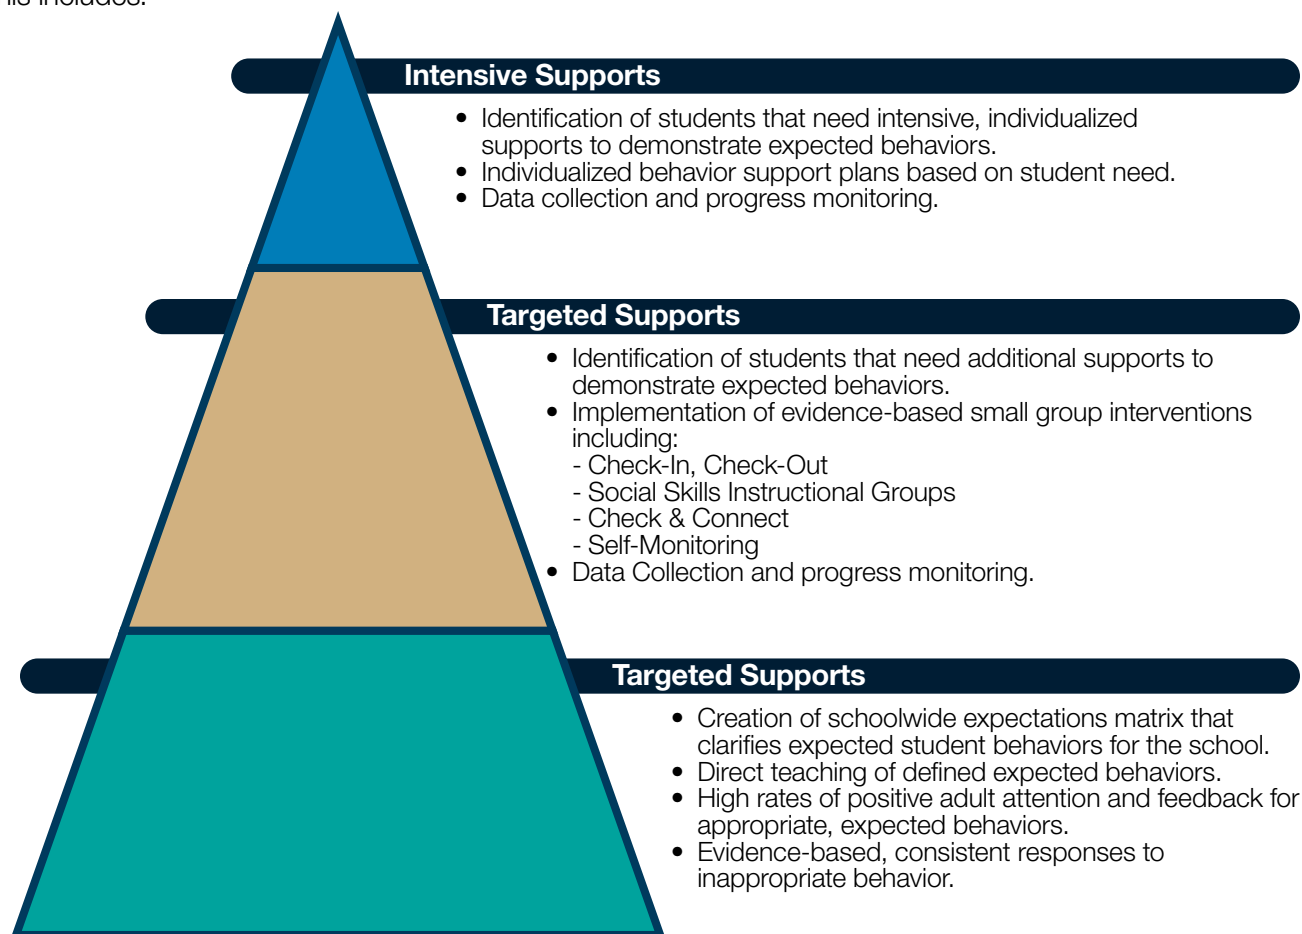 his includes:
Intensive Supports
• Identification of students that need intensive, individualized
supports to demonstrate expected behaviors.
• Individualized behavior support plans based on student need.
• Data collection and progress monitoring.
Targeted Supports
• Identification of students that need additional supports to
demonstrate expected behaviors.
• Implementation of evidence-based small group interventions
including:
- Check-In, Check-Out
- Social Skills Instructional Groups
- Check & Connect
- Self-Monitoring
• Data Collection and progress monitoring.
Targeted Supports
• Creation of schoolwide expectations matrix that
clarifies expected student behaviors for the school.
• Direct teaching of defined expected behaviors.
• High rates of positive adult attention and feedback for
appropriate, expected behaviors.
• Evidence-based, consistent responses to
inappropriate behavior.